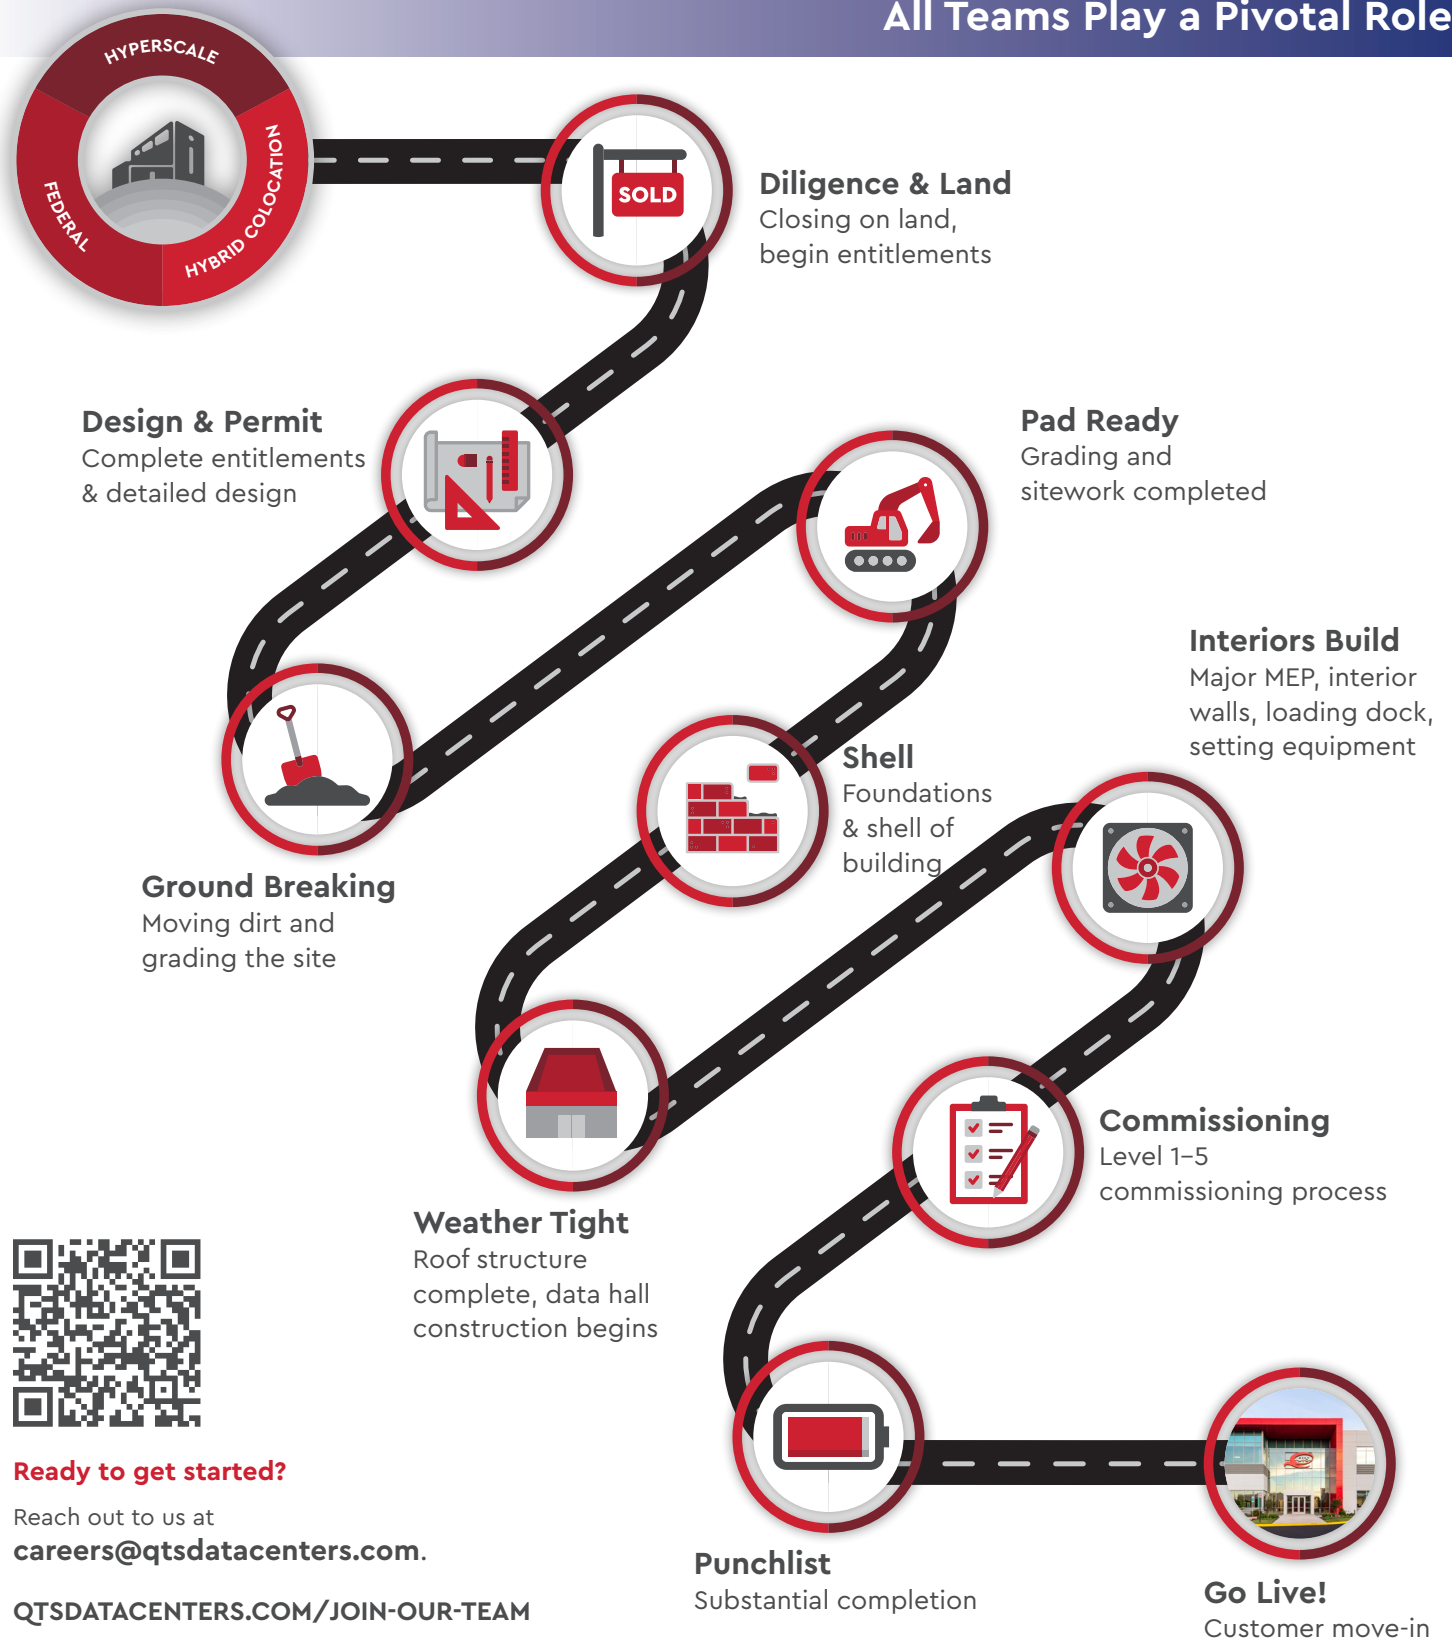 All Teams Play a Pivotal Role
HYPERSCALE
FEDERAL
HYBRID COLOCATION
SOLD
Diligence & Land
Closing on land,
begin entitlements
Design & Permit
Complete entitlements
& detailed design
Pad Ready
Grading and
sitework completed
Interiors Build
Major MEP, interior
walls, loading dock,
setting equipment
Shell
Foundations
& shell of
building
Ground Breaking
Moving dirt and
grading the site
Commissioning
Level 1–5
commissioning process
Weather Tight
Roof structure
complete, data hall
construction begins
Ready to get started?
Reach out to us at
careers@qtsdatacenters.com.
QTSDATACENTERS.COM/JOIN-OUR-TEAM
Punchlist
Substantial completion
Go Live!
Customer move-in